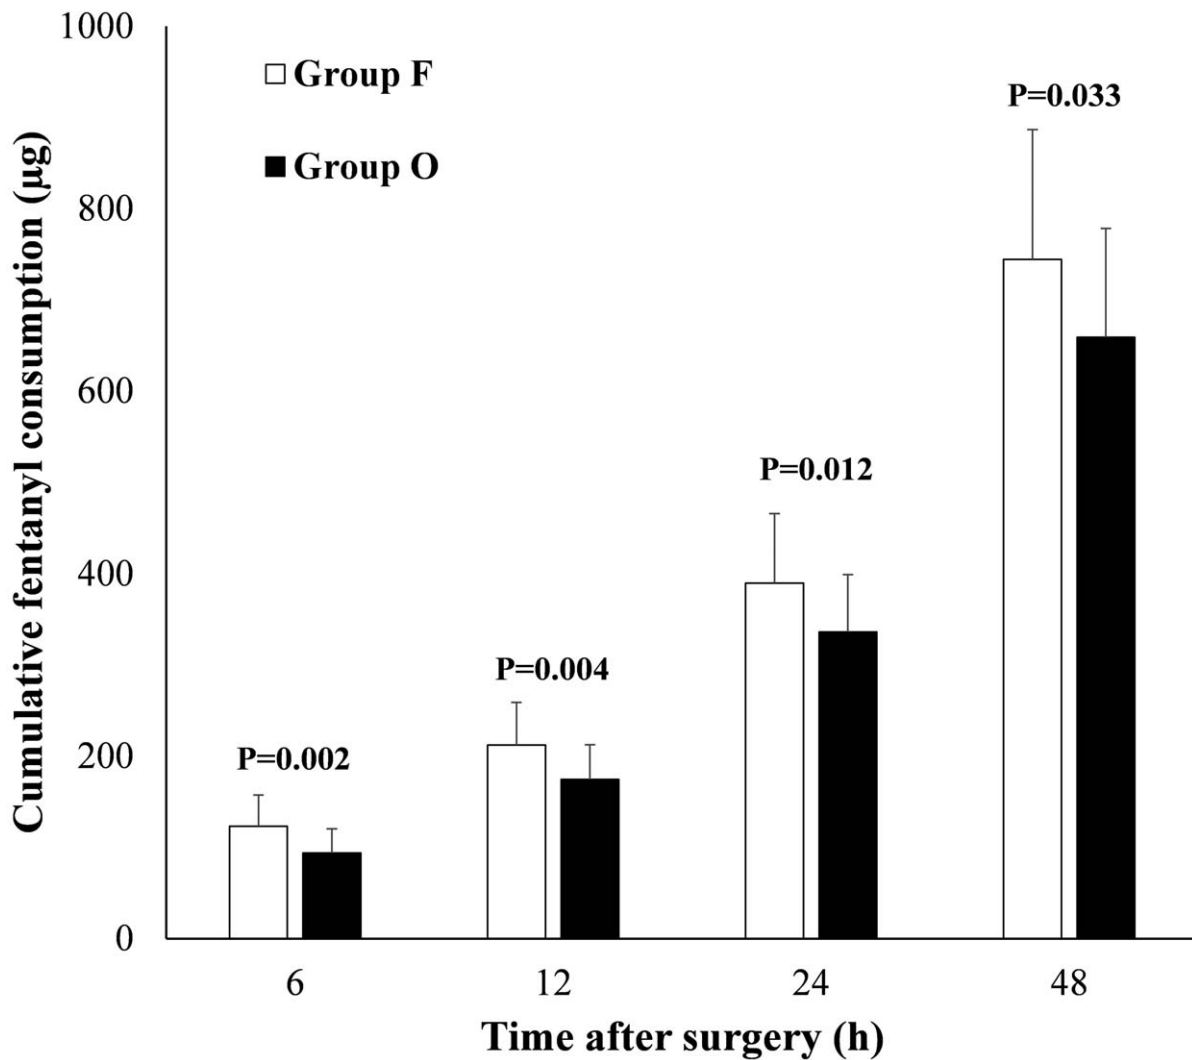 1000
800
600
400
200
0
Cumulative fentanyl consumption (µg)
Group F
Group O
P=0.002
P=0.004
P=0.012
P=0.033
6
12
24
48
Time after surgery (h)